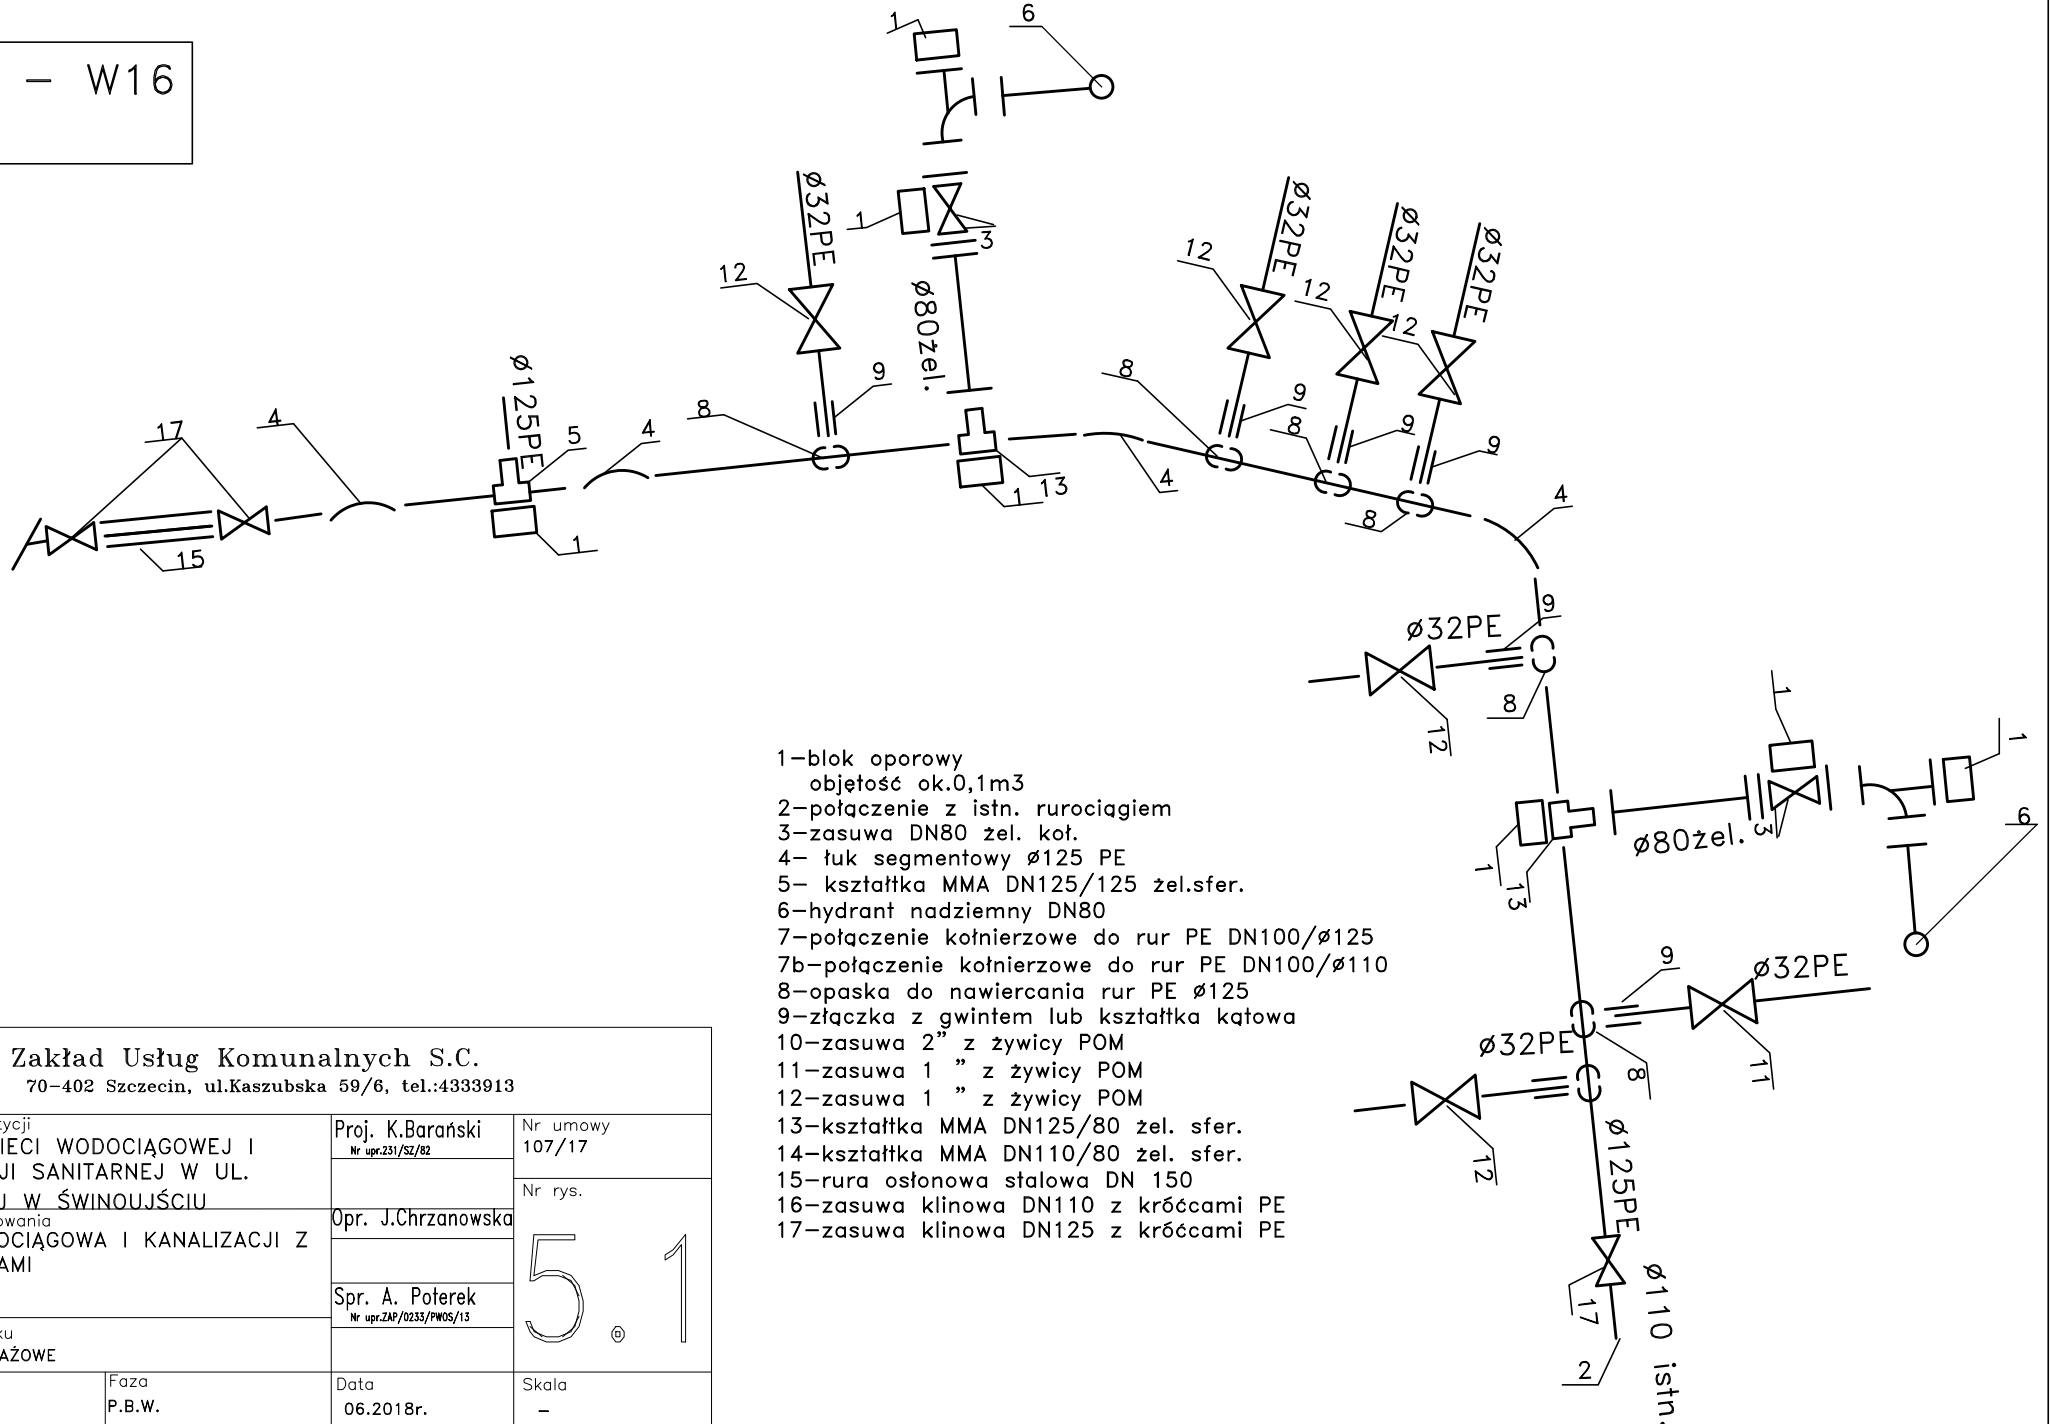 – W16
1
6
ø32PE
1
3
12
ø80żel.
9
ø125PE
17
4
5
4
8
15
1
1
13
ø32PE
ø32PE
ø32PE
12
12
12
8
9
8
9
9
4
8
4
9
ø32PE
8
12
1
1
6
ø80żel.
3
1
13
9
ø32PE
ø32PE
8
11
12
ø125PE
17
ø110 istn.
2
1–blok oporowy
objętość ok.0,1m3
2–połączenie z istn. rurociągiem
3–zasuwa DN80 żel. koł.
4– łuk segmentowy ø125 PE
5– kształtka MMA DN125/125 żel.sfer.
6–hydrant nadziemny DN80
7–połączenie kołnierzowe do rur PE DN100/ø125
7b–połączenie kołnierzowe do rur PE DN100/ø110
8–opaska do nawiercania rur PE ø125
9–złączka z gwintem lub kształtka kątowa
10–zasuwa 2" z żywicy POM
11–zasuwa 1 " z żywicy POM
12–zasuwa 1 " z żywicy POM
13–kształtka MMA DN125/80 żel. sfer.
14–kształtka MMA DN110/80 żel. sfer.
15–rura osłonowa stalowa DN 150
16–zasuwa klinowa DN110 z króćcami PE
17–zasuwa klinowa DN125 z króćcami PE
Zakład Usług Komunalnych S.C.
70–402 Szczecin, ul.Kaszubska 59/6, tel.:4333913
tycji
IECI WODOCIĄGOWEJ I
JI SANITARNEJ W UL.
J W ŚWINOUJŚCIU
owania
OCIĄGOWA I KANALIZACJI Z
AMI
ku
AŻOWE
Faza
P.B.W.
Proj. K.Barański
Nr upr.231/SZ/82
Opr. J.Chrzanowska
Spr. A. Poterek
Nr upr.ZAP/0233/PWOS/13
Data
06.2018r.
Nr umowy
107/17
Nr rys.
5.1
Skala
–